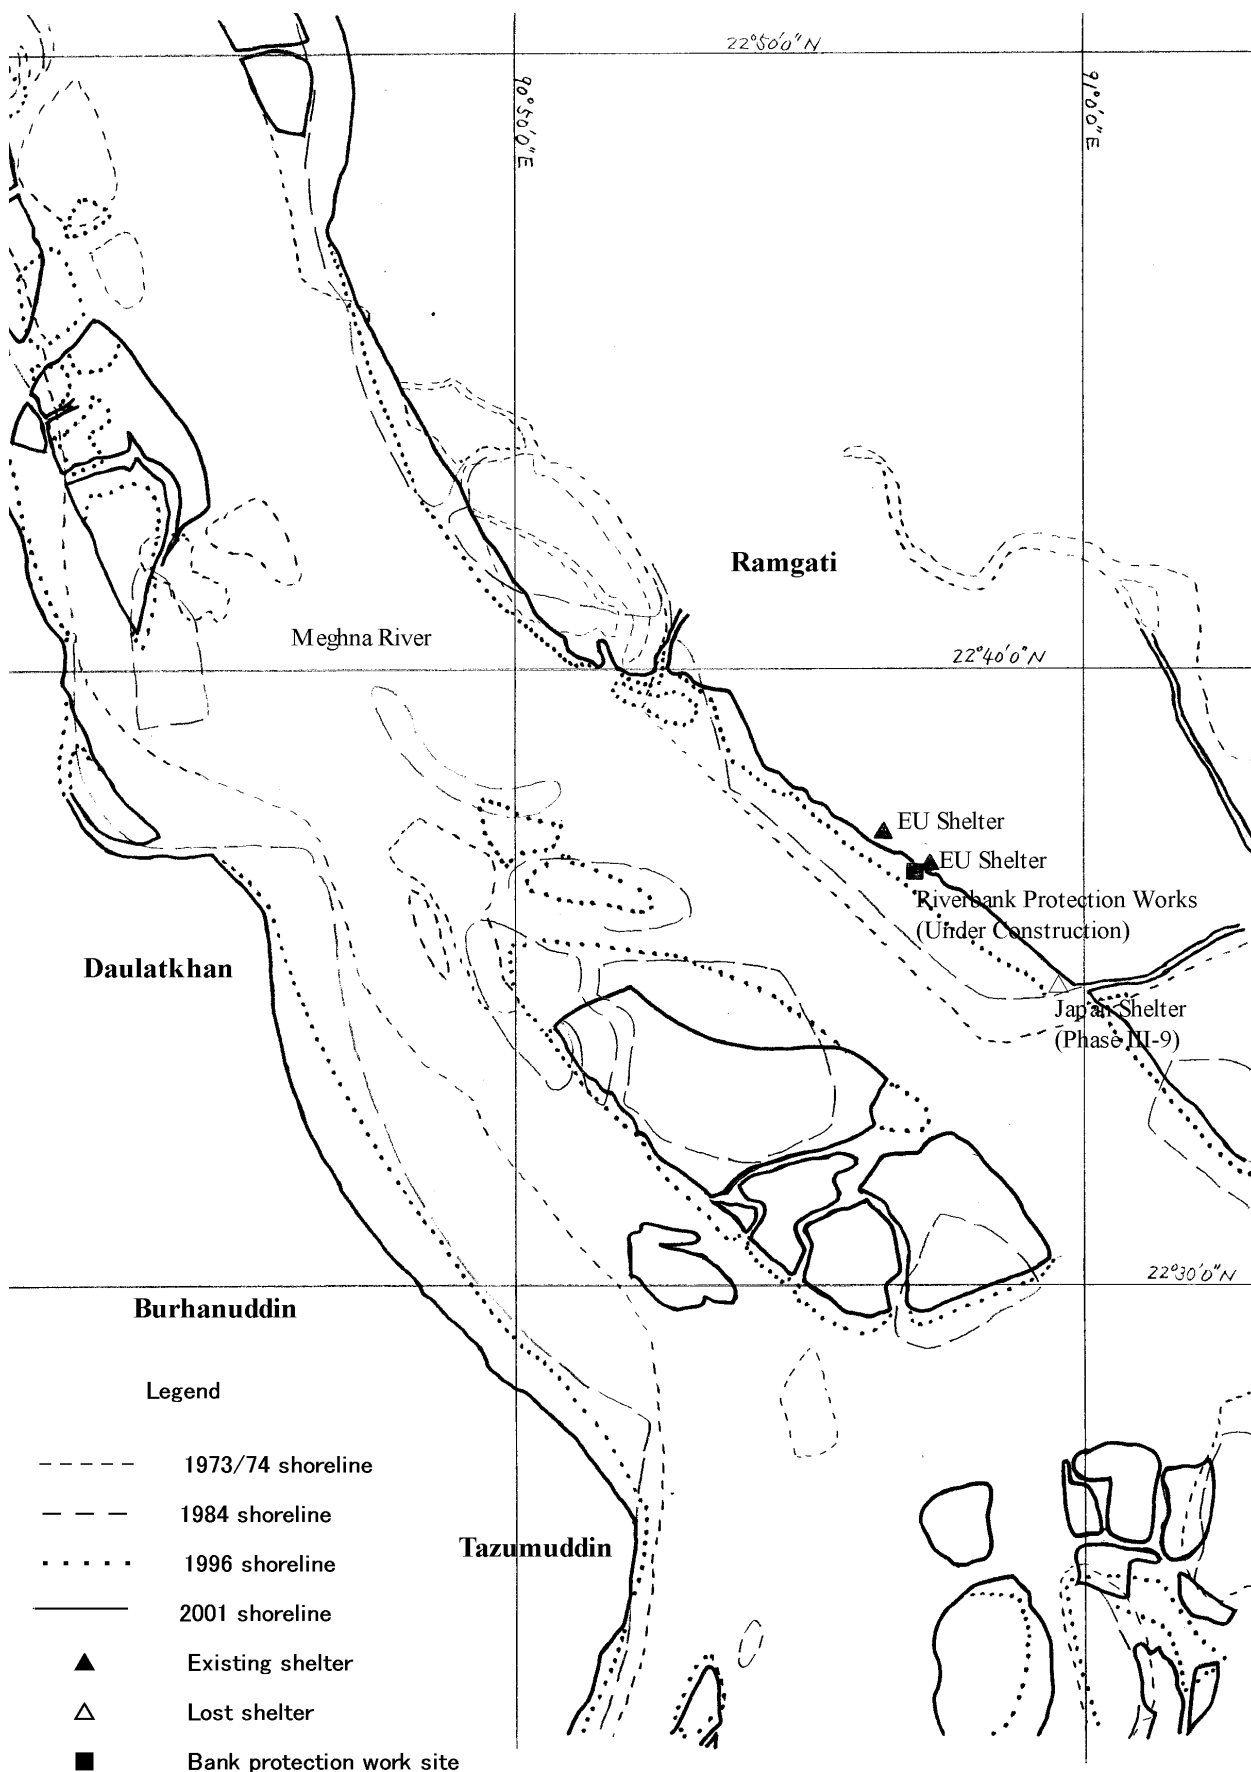 22°50'0"N
90°50'0"E
91°0'0"E
Ramgati
Meghna River
22°40'0"N
EU Shelter
EU Shelter
Riverbank Protection Works
(Under Construction)
Daulatkhan
Japan Shelter
(Phase III-9)
22°30'0"N
Burhanuddin
Legend
1973/74 shoreline
1984 shoreline
1996 shoreline
Tazumuddin
2001 shoreline
Existing shelter
Lost shelter
Bank protection work site